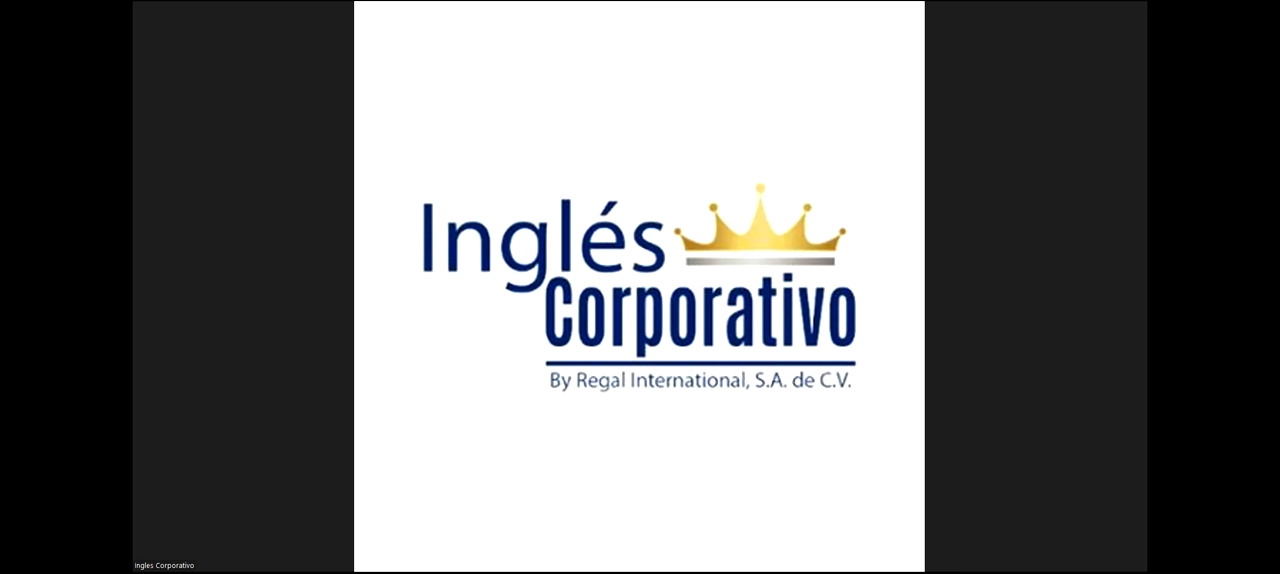 Inglés
Corporativo
By Regal International, S.A. de C.V.
Ingles Corporativo